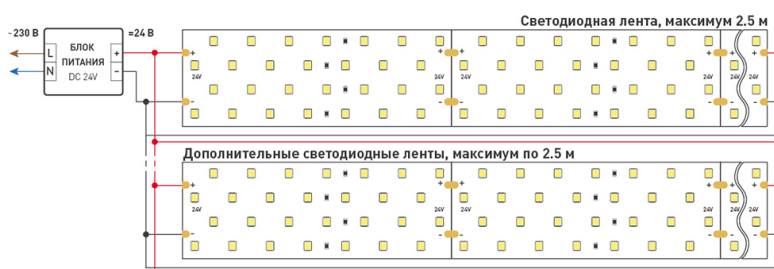 Светодиодная лента, максимум 2.5 м
~230 В
=24 В
БЛОК
ПИТАНИЯ
DC 24V
L
N
+
-
+ + + +
24V 24V 24V
- - - -
Дополнительные светодиодные ленты, максимум по 2.5 м
+ + + +
24V 24V 24V
- - - -